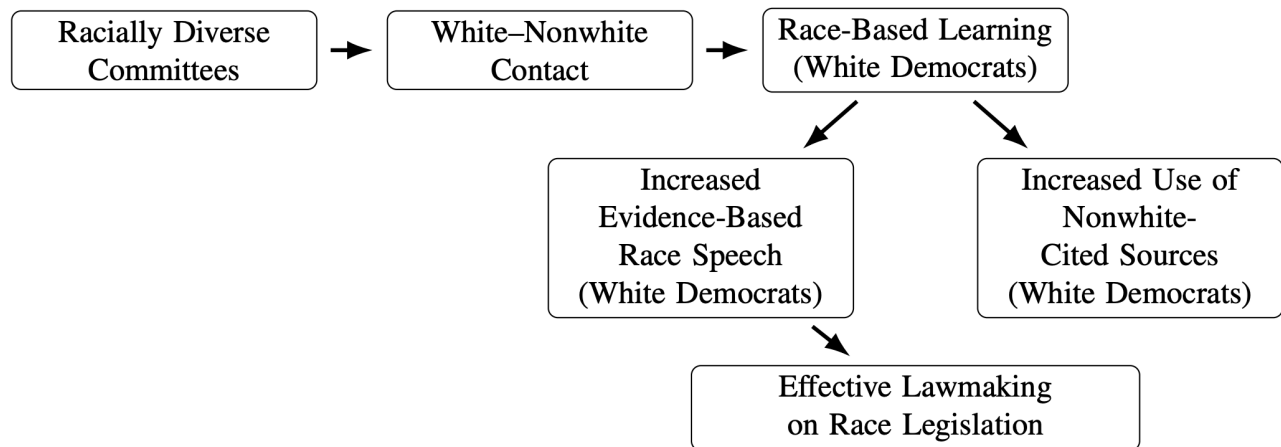 Racially Diverse
Committees
White–Nonwhite
Contact
Race-Based Learning
(White Democrats)
Increased
Evidence-Based
Race Speech
(White Democrats)
Increased Use of
Nonwhite-
Cited Sources
(White Democrats)
Effective Lawmaking
on Race Legislation